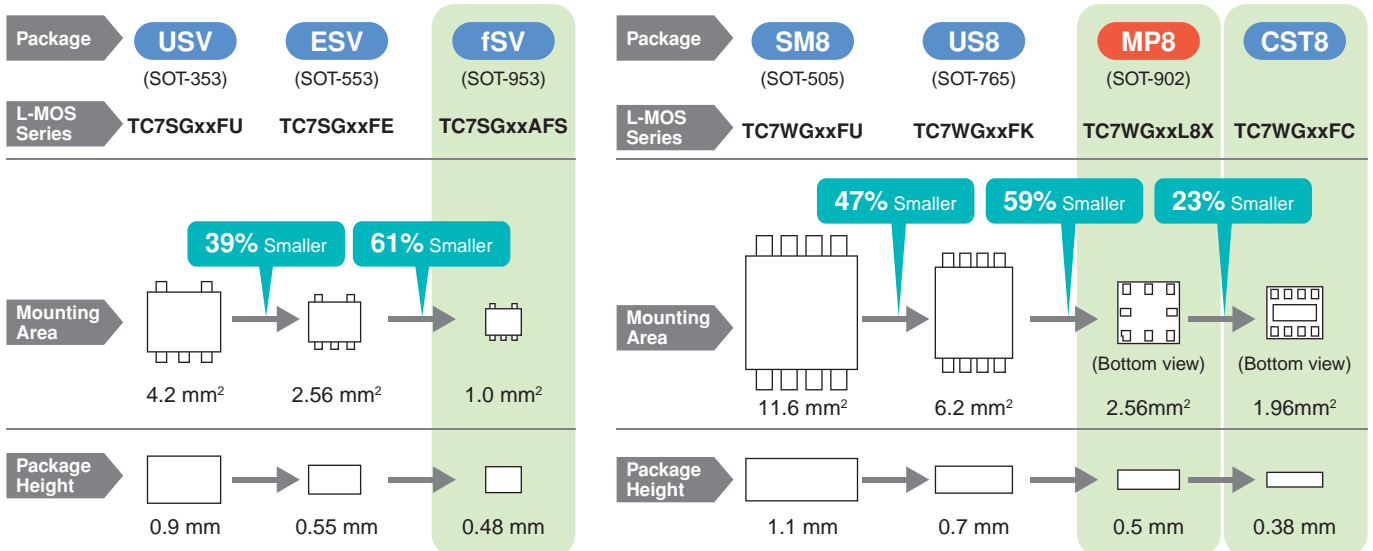 Package USV ESV fSV
(SOT-353) (SOT-553) (SOT-953)
L-MOS
Series
TC7SGxxFU TC7SGxxFE TC7SGxxAFS
39% Smaller 61% Smaller
Mounting
Area
4.2 mm² 2.56 mm² 1.0 mm²
Package
Height
0.9 mm 0.55 mm 0.48 mm
Package SM8 US8 MP8 CST8
(SOT-505) (SOT-765) (SOT-902)
L-MOS
Series
TC7WGxxFU TC7WGxxFK TC7WGxxL8X TC7WGxxFC
47% Smaller 59% Smaller 23% Smaller
Mounting
Area
(Bottom view) (Bottom view)
11.6 mm² 6.2 mm² 2.56mm² 1.96mm²
Package
Height
1.1 mm 0.7 mm 0.5 mm 0.38 mm